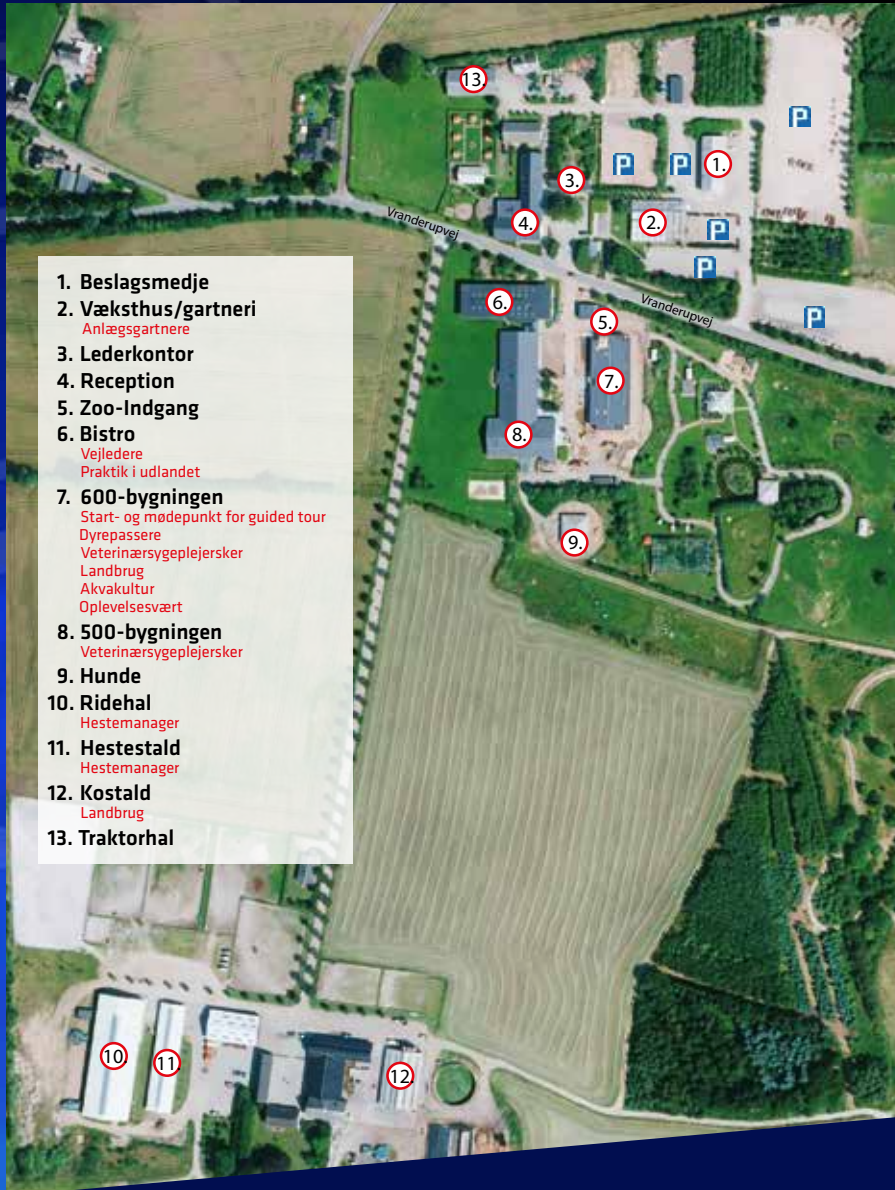 1. Beslagsmedje
2. Væksthus/gartneri
Anlægsgartnere
3. Lederkontor
4. Reception
5. Zoo-Indgang
6. Bistro
Vejledere
Praktik i udlandet
7. 600-bygningen
Start- og mødepunkt for guided tour
Dyrepassere
Veterinærsygeplejersker
Landbrug
Akvakultur
Oplevelsesvært
8. 500-bygningen
Veterinærsygeplejersker
9. Hunde
10. Ridehal
Hestemanager
11. Hestestald
Hestemanager
12. Kostald
Landbrug
13. Traktorhal
13.
P
1.
P
P
3.
2.
4.
P
Vranderupvej
P
6.
Vranderupvej
5.
P
7.
8.
9.
10.
11.
12.